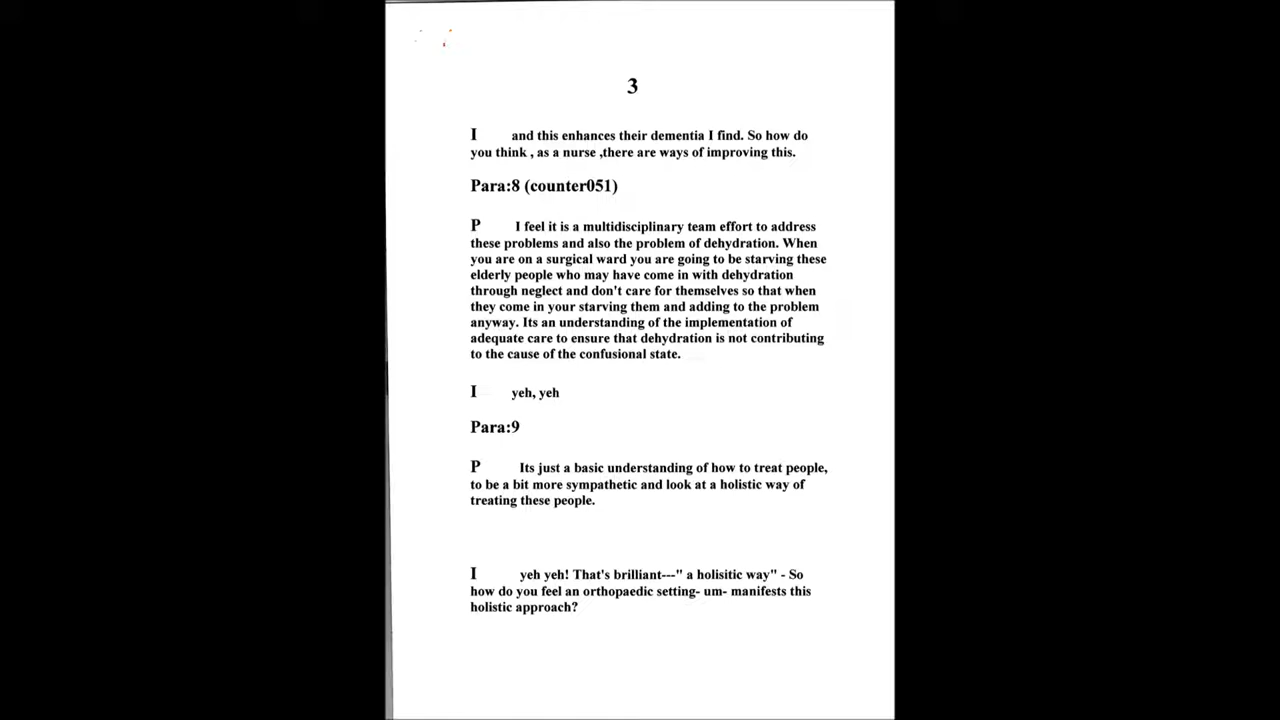 3
I and this enhances their dementia I find. So how do
you think , as a nurse ,there are ways of improving this.
Para:8 (counter051)
P I feel it is a multidisciplinary team effort to address
these problems and also the problem of dehydration. When
you are on a surgical ward you are going to be starving these
elderly people who may have come in with dehydration
through neglect and don't care for themselves so that when
they come in your starving them and adding to the problem
anyway. Its an understanding of the implementation of
adequate care to ensure that dehydration is not contributing
to the cause of the confusional state.
I yeh, yeh
Para:9
P Its just a basic understanding of how to treat people,
to be a bit more sympathetic and look at a holistic way of
treating these people.
I yeh yeh! That's brilliant---" a holisitic way" - So
how do you feel an orthopaedic setting- um- manifests this
holistic approach?